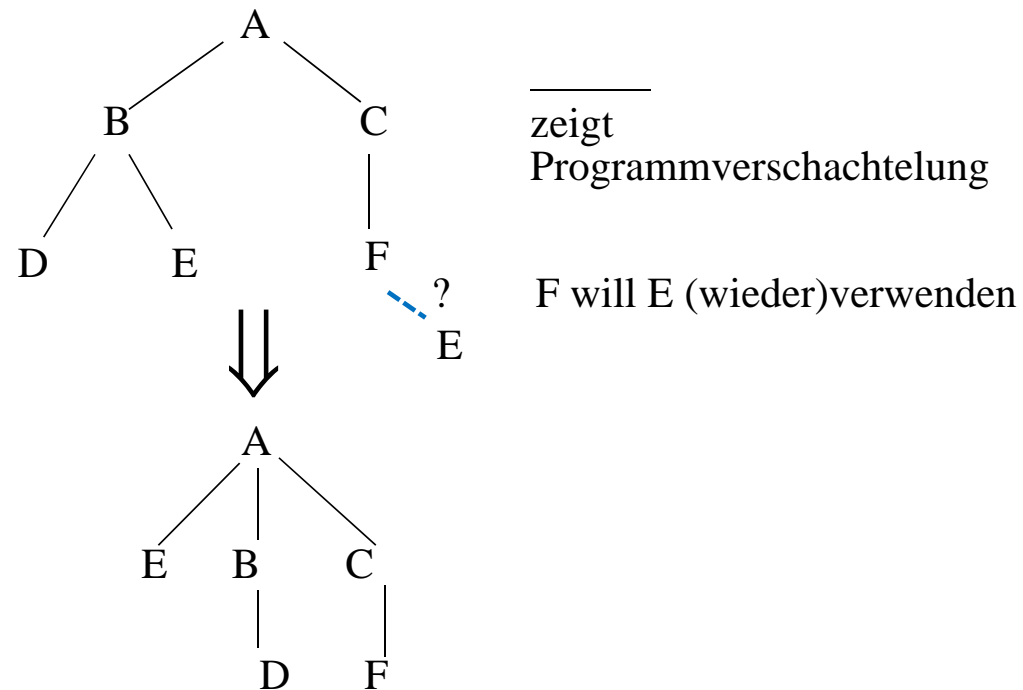 A
B
C
zeigt
Programmverschachtelung
D
E
F
?
F will E (wieder)verwenden
E
A
E
B
C
D
F